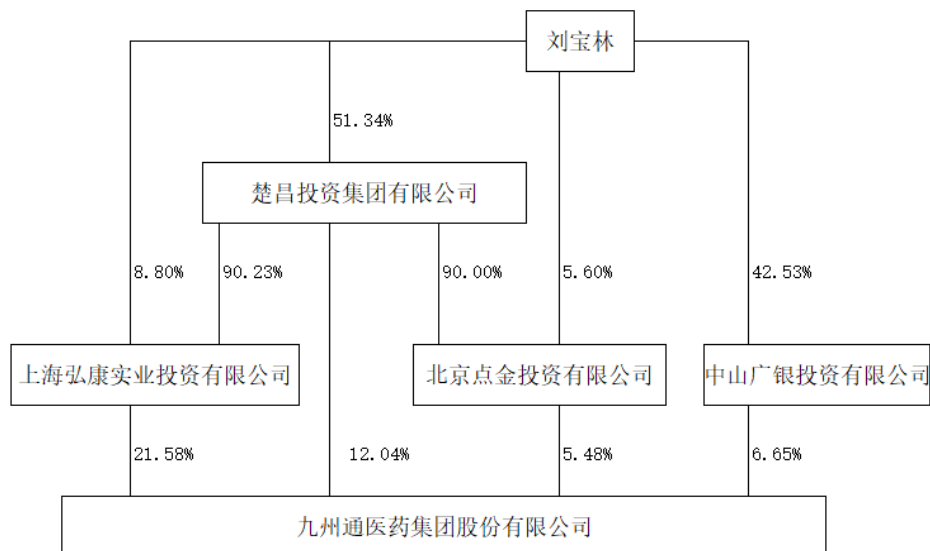 刘宝林
51.34%
楚昌投资集团有限公司
8.80%
90.23%
90.00%
5.60%
42.53%
上海弘康实业投资有限公司
北京点金投资有限公司
中山广银投资有限公司
21.58%
12.04%
5.48%
6.65%
九州通医药集团股份有限公司